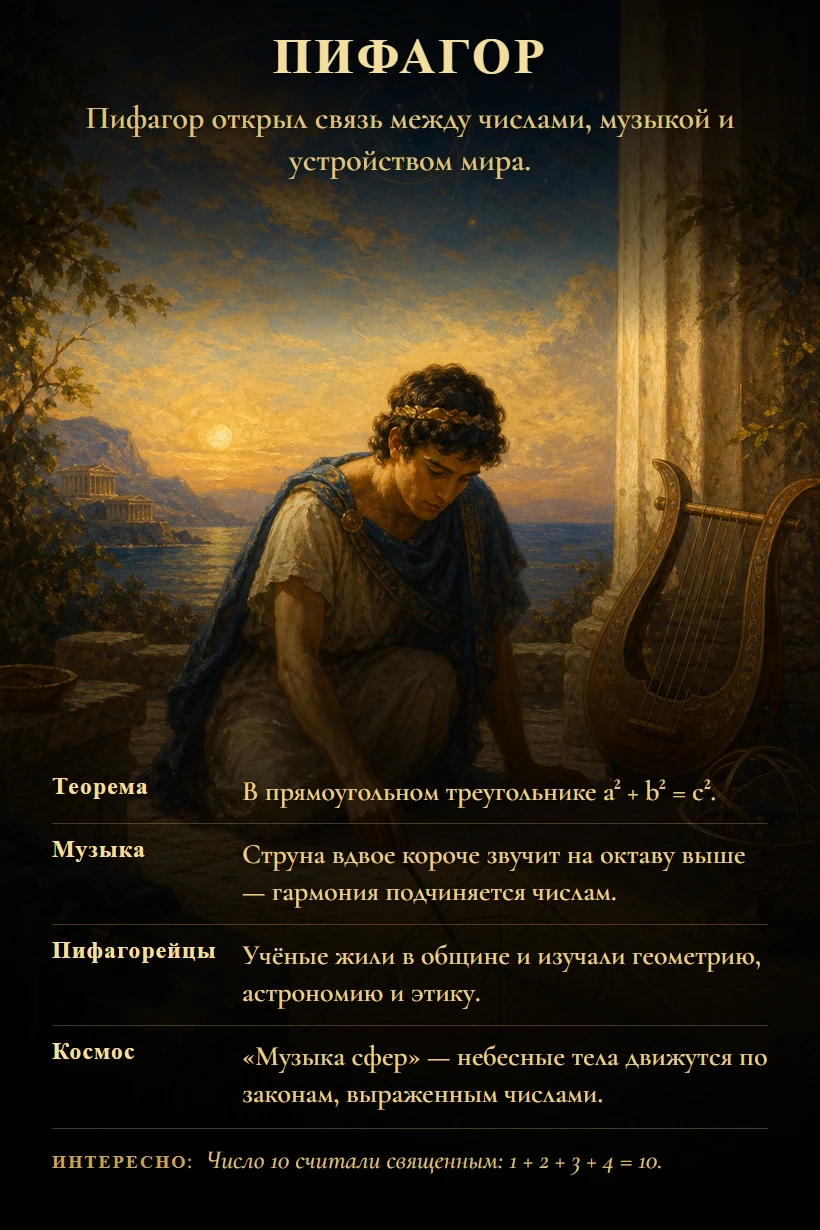 ПИФАГОР
Пифагор открыл связь между числами, музыкой и
устройством мира.
Теорема
В прямоугольном треугольнике a² + b² = c².
Музыка
Струна вдвое короче звучит на октаву выше
— гармония подчиняется числам.
Пифагорейцы
Учёные жили в общине и изучали геометрию,
астрономию и этику.
Космос
«Музыка сфер» — небесные тела движутся по
законам, выраженным числами.
ИНТЕРЕСНО: Число 10 считали священным: 1 + 2 + 3 + 4 = 10.